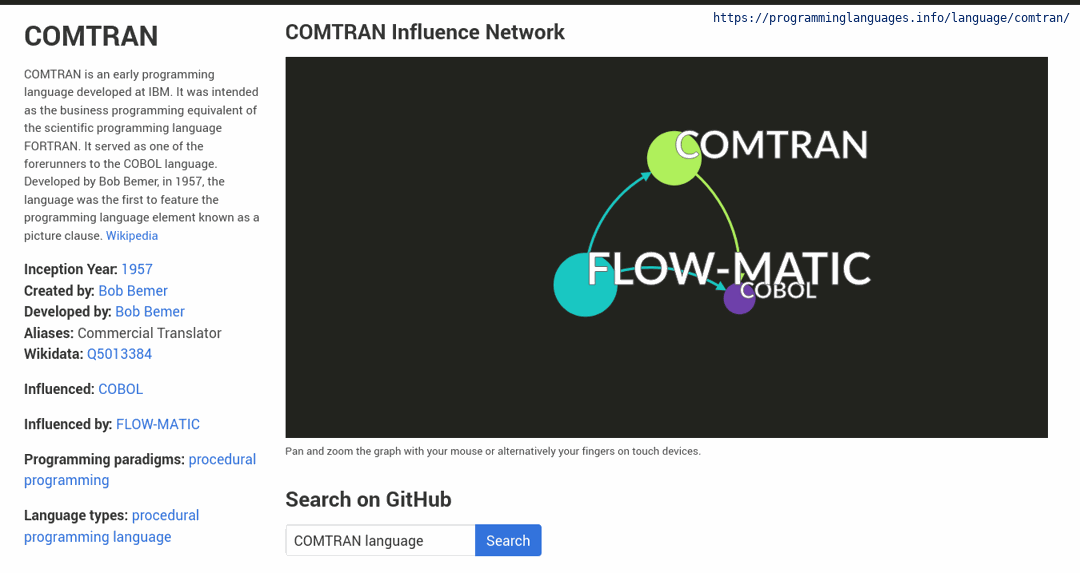 https://programminglanguages.info/language/comtran/
COMTRAN
COMTRAN is an early programming
language developed at IBM. It was intended
as the business programming equivalent of
the scientific programming language
FORTRAN. It served as one of the
forerunners to the COBOL language.
Developed by Bob Bemer, in 1957, the
language was the first to feature the
programming language element known as a
picture clause. Wikipedia
Inception Year: 1957
Created by: Bob Bemer
Developed by: Bob Bemer
Aliases: Commercial Translator
Wikidata: Q5013384
Influenced: COBOL
Influenced by: FLOW-MATIC
Programming paradigms: procedural
programming
Language types: procedural
programming language
COMTRAN Influence Network
COMTRAN
FLOW-MATIC
COBOL
Pan and zoom the graph with your mouse or alternatively your fingers on touch devices.
Search on GitHub
COMTRAN language Search